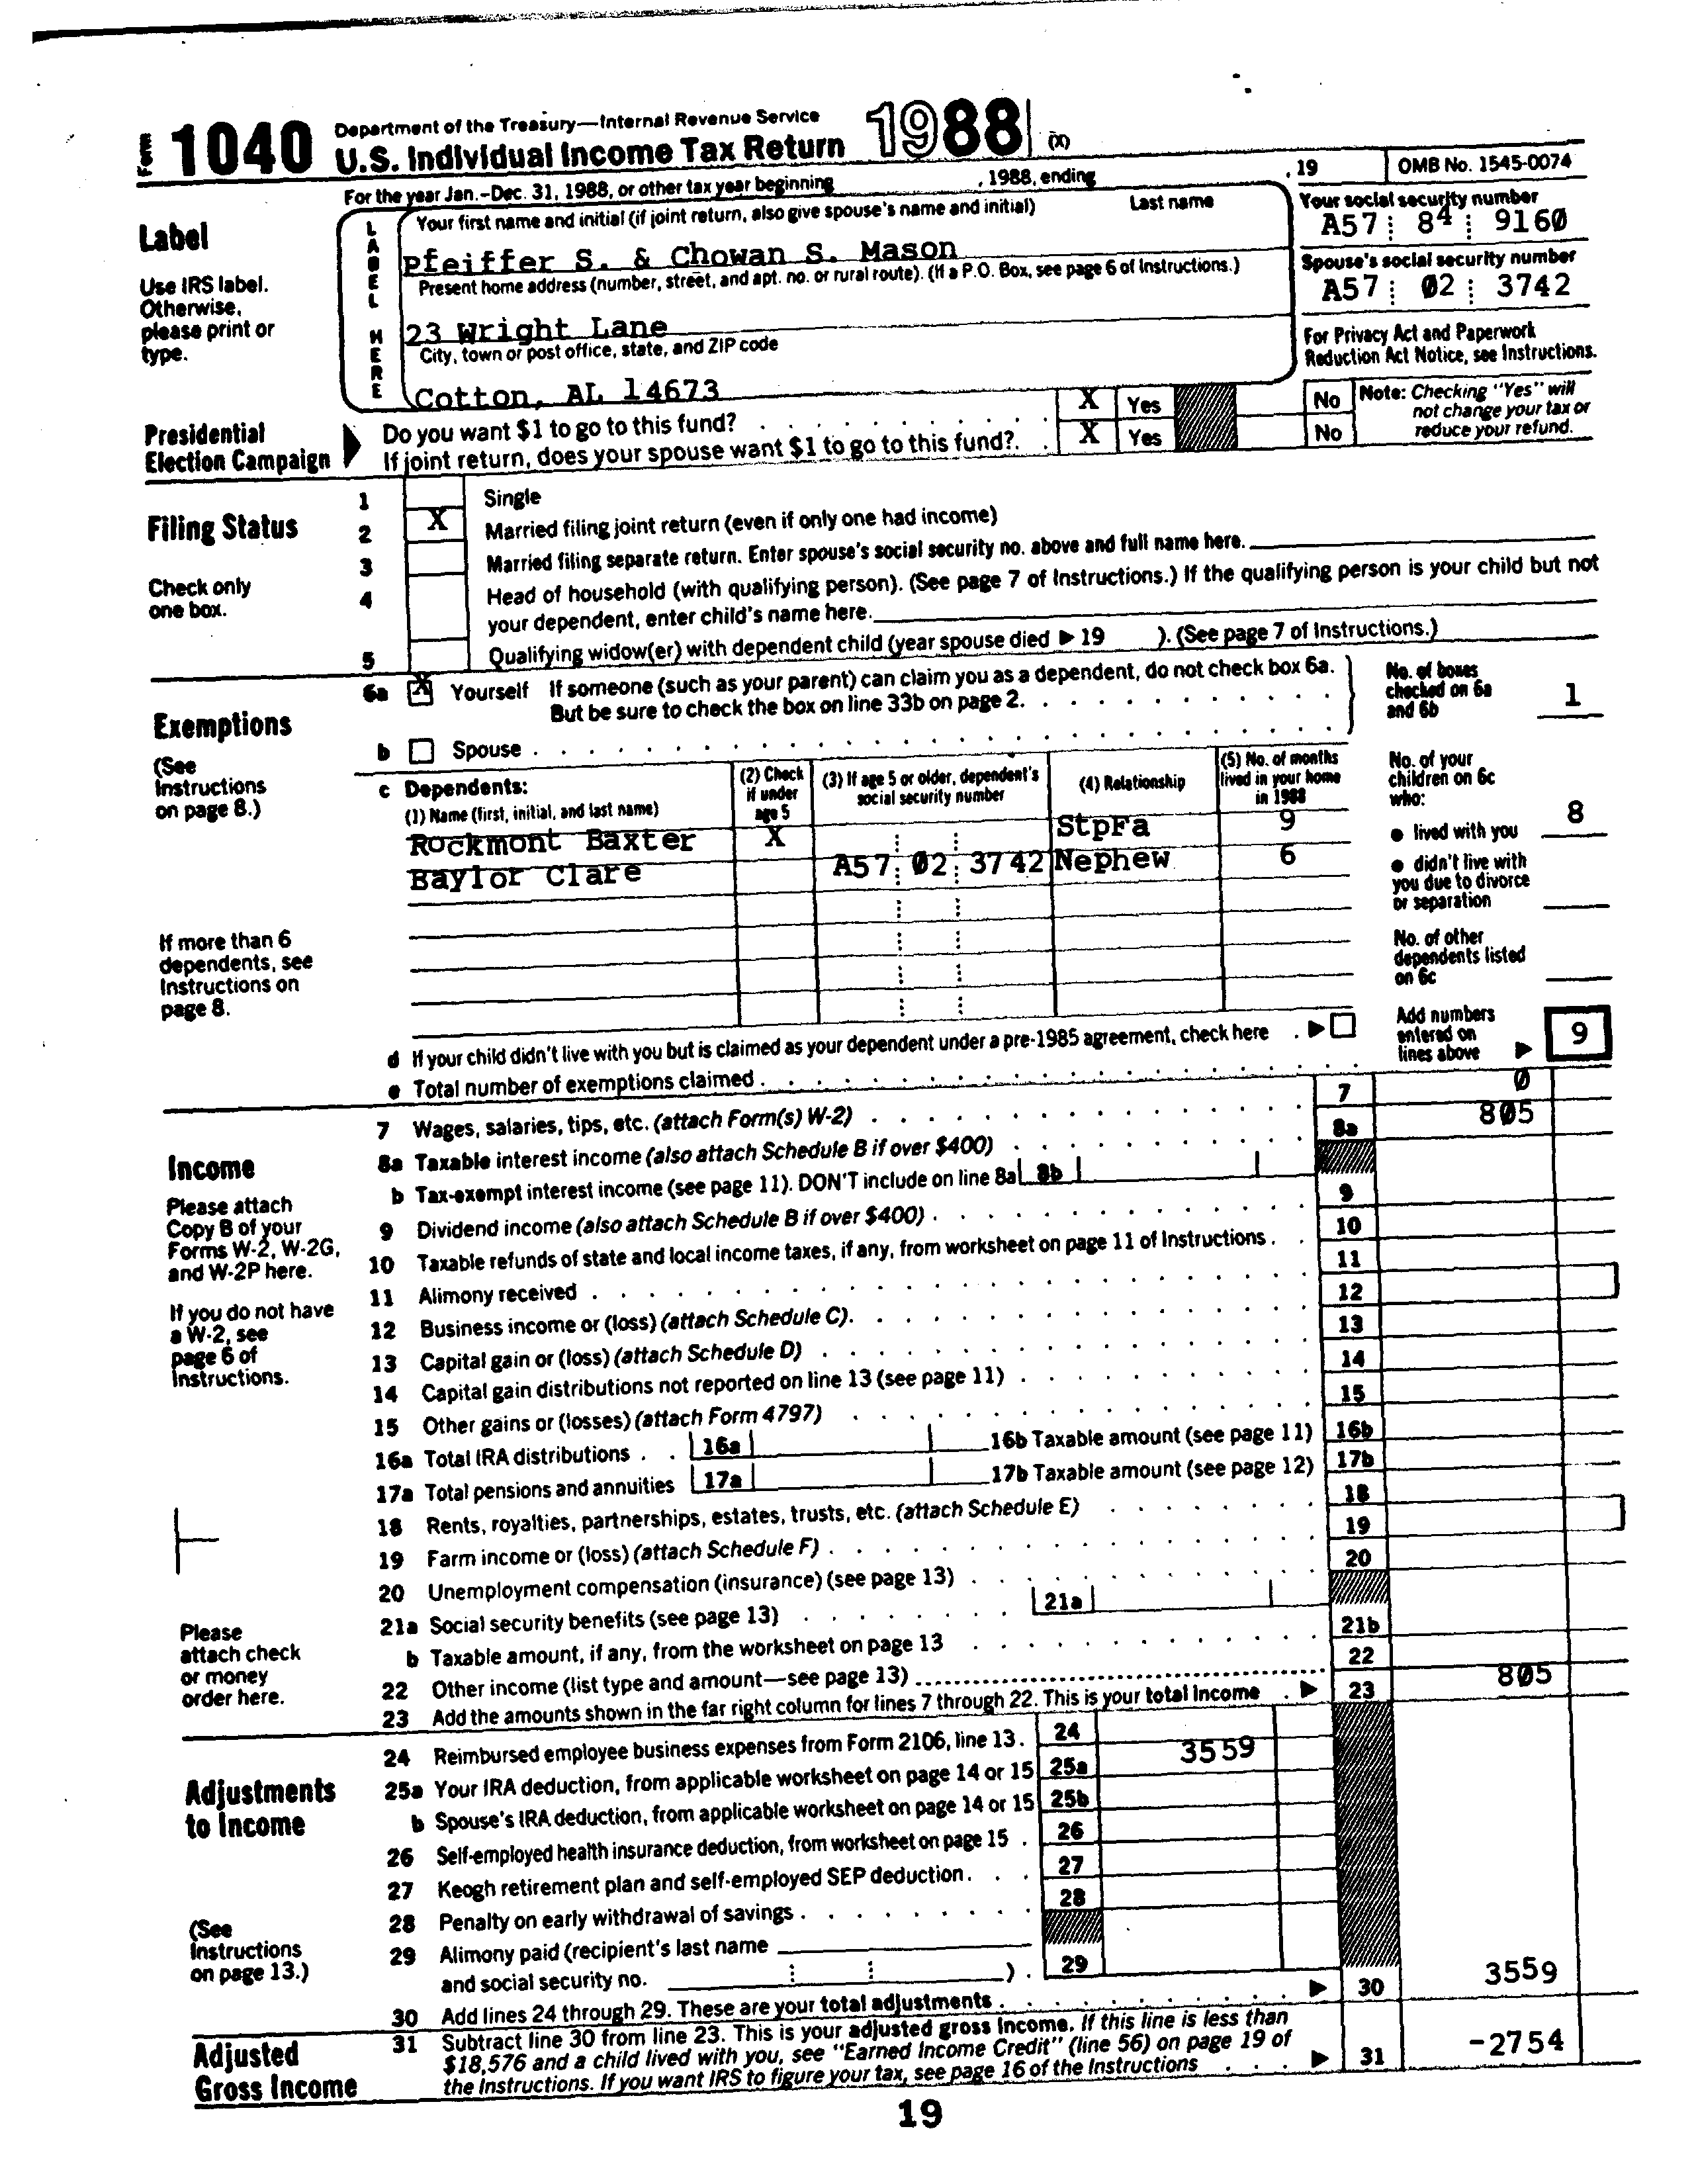 Form 1040 Department of the Treasury—Internal Revenue Service
U.S. Individual Income Tax Return 1988 (X)
For the year Jan.-Dec. 31, 1988, or other tax year beginning , 1988, ending , 19 OMB No. 1545-0074
Label
Use IRS label. Otherwise, please print or type.
LABEL HERE
Your first name and initial (if joint return, also give spouse's name and initial) Last name
Pfeiffer S. & Chowan S. Mason
Present home address (number, street, and apt. no. or rural route). (If a P.O. Box, see page 6 of Instructions.)
23 Wright Lane
City, town or post office, state, and ZIP code
Cotton, AL 14673
Your social security number
A57 84 9160
Spouse's social security number
A57 02 3742
For Privacy Act and Paperwork Reduction Act Notice, see Instructions.
Presidential Election Campaign
Do you want $1 to go to this fund? X Yes No
If joint return, does your spouse want $1 to go to this fund?. X Yes No
Note: Checking "Yes" will not change your tax or reduce your refund.
Filing Status
Check only one box.
1 Single
2 X Married filing joint return (even if only one had income)
3 Married filing separate return. Enter spouse's social security no. above and full name here.
4 Head of household (with qualifying person). (See page 7 of Instructions.) If the qualifying person is your child but not
your dependent, enter child's name here.
5 Qualifying widow(er) with dependent child (year spouse died ▶ 19 ). (See page 7 of Instructions.)
Exemptions
(See Instructions on page 8.)
6a X Yourself If someone (such as your parent) can claim you as a dependent, do not check box 6a.
But be sure to check the box on line 33b on page 2.
b Spouse
No. of boxes checked on 6a and 6b 1
c Dependents:
(1) Name (first, initial, and last name)
(2) Check if under age 5
(3) If age 5 or older, dependent's social security number
(4) Relationship
(5) No. of months lived in your home in 1988
Rockmont Baxter X StpFa 9
Baylor Clare A57 02 3742 Nephew 6
No. of your children on 6c who:
● lived with you 8
● didn't live with you due to divorce or separation
No. of other dependents listed on 6c
If more than 6 dependents, see Instructions on page 8.
d If your child didn't live with you but is claimed as your dependent under a pre-1985 agreement, check here ▶
e Total number of exemptions claimed
Add numbers entered on lines above ▶ 9
Income
Please attach Copy B of your Forms W-2, W-2G, and W-2P here.
If you do not have a W-2, see page 6 of Instructions.
7 Wages, salaries, tips, etc. (attach Form(s) W-2) 7 0
8a Taxable interest income (also attach Schedule B if over $400) 8a 805
b Tax-exempt interest income (see page 11). DON'T include on line 8a 8b
9 Dividend income (also attach Schedule B if over $400) 9
10 Taxable refunds of state and local income taxes, if any, from worksheet on page 11 of Instructions 10
11 Alimony received 11
12 Business income or (loss) (attach Schedule C) 12
13 Capital gain or (loss) (attach Schedule D) 13
14 Capital gain distributions not reported on line 13 (see page 11) 14
15 Other gains or (losses) (attach Form 4797) 15
16a Total IRA distributions 16a 16b Taxable amount (see page 11) 16b
17a Total pensions and annuities 17a 17b Taxable amount (see page 12) 17b
18 Rents, royalties, partnerships, estates, trusts, etc. (attach Schedule E) 18
19 Farm income or (loss) (attach Schedule F) 19
20 Unemployment compensation (insurance) (see page 13) 20
21a Social security benefits (see page 13) 21a
b Taxable amount, if any, from the worksheet on page 13 21b
22 Other income (list type and amount—see page 13) 22
23 Add the amounts shown in the far right column for lines 7 through 22. This is your total income ▶ 23 805
Please attach check or money order here.
Adjustments to Income
(See Instructions on page 13.)
24 Reimbursed employee business expenses from Form 2106, line 13. 24 3559
25a Your IRA deduction, from applicable worksheet on page 14 or 15 25a
b Spouse's IRA deduction, from applicable worksheet on page 14 or 15 25b
26 Self-employed health insurance deduction, from worksheet on page 15 26
27 Keogh retirement plan and self-employed SEP deduction 27
28 Penalty on early withdrawal of savings 28
29 Alimony paid (recipient's last name
and social security no. ) 29
30 Add lines 24 through 29. These are your total adjustments ▶ 30 3559
Adjusted Gross Income
31 Subtract line 30 from line 23. This is your adjusted gross income. If this line is less than
$18,576 and a child lived with you, see "Earned Income Credit" (line 56) on page 19 of
the Instructions. If you want IRS to figure your tax, see page 16 of the Instructions ▶ 31 -2754
19